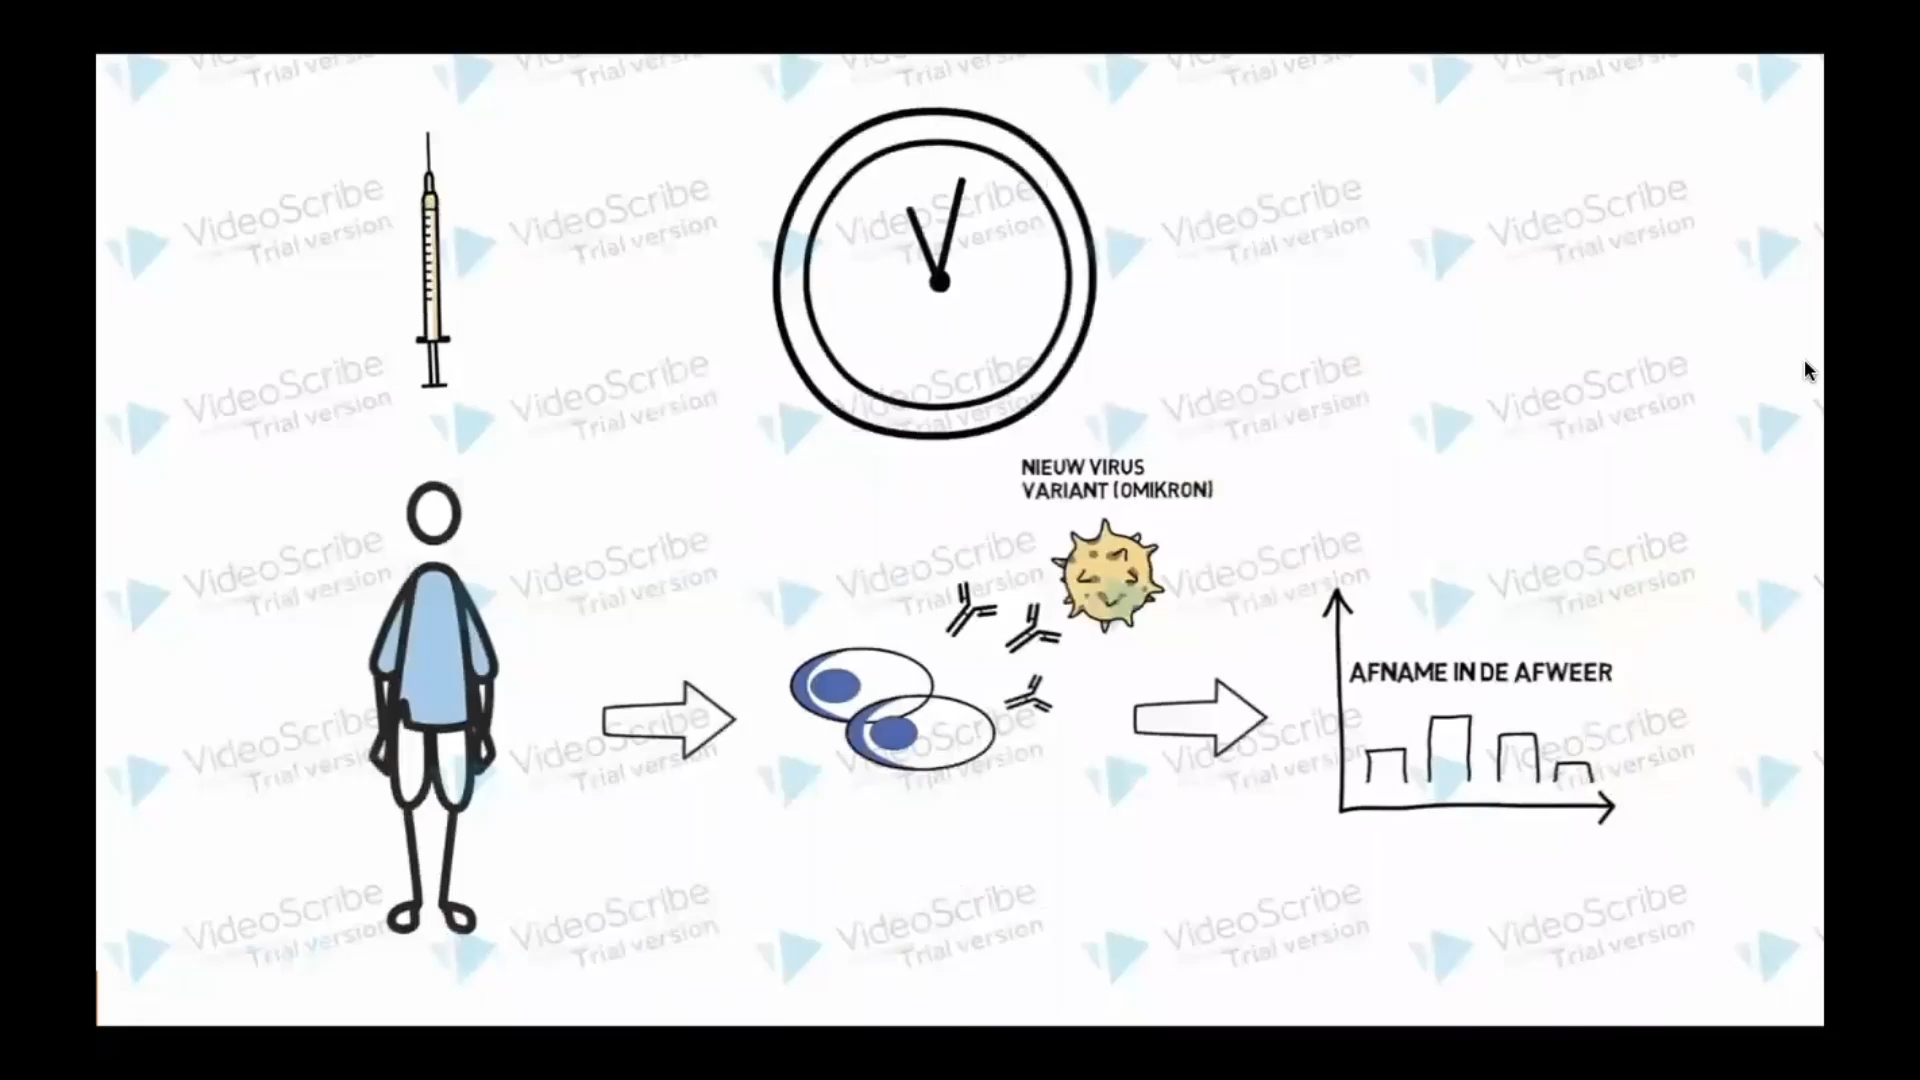 NIEUW VIRUS
VARIANT (OMIKRON)
AFNAME IN DE AFWEER
VideoScribe
Trial version